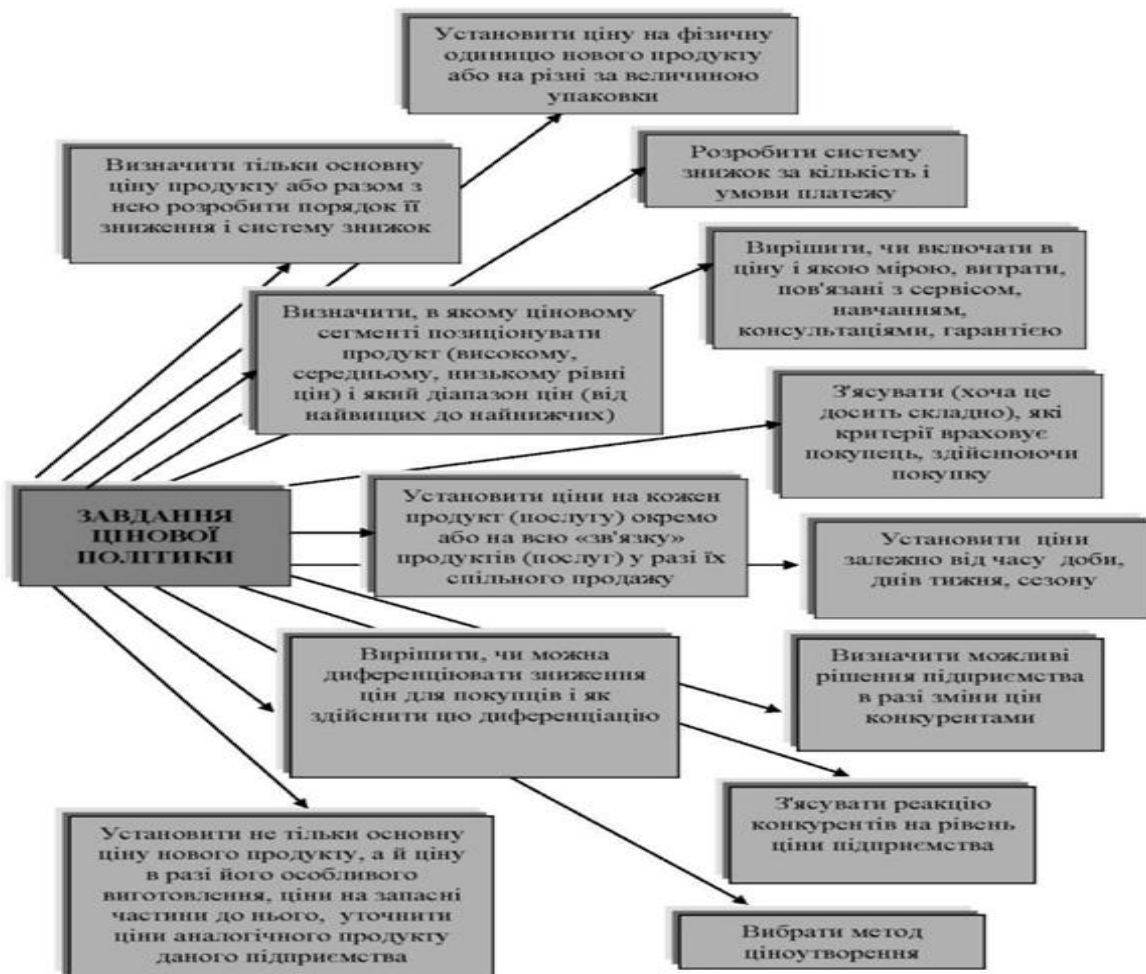 Установити ціну на фізичну
одиницю нового продукту
або на різні за величиною
упаковки
Визначити тільки основну
ціну продукту або разом з
нею розробити порядок її
зниження і систему знижок
Розробити систему
знижок за кількість і
умови платежу
Вирішити, чи включати в
ціну і якою мірою, витрати,
пов'язані з сервісом,
навчанням,
консультаціями, гарантією
Визначити, в якому ціновому
сегменті позиціонувати
продукт (високому,
середньому, низькому рівні
цін) і який діапазон цін (від
найвищих до найнижчих)
З'ясувати (хоча це
досить складно), які
критерії враховує
покупець, здійснюючи
покупку
ЗАВДАННЯ
ЦІНОВОЇ
ПОЛІТИКИ
Установити ціни на кожен
продукт (послугу) окремо
або на всю «зв'язку»
продуктів (послуг) у разі їх
спільного продажу
Установити ціни
залежно від часу доби,
днів тижня, сезону
Вирішити, чи можна
диференціювати зниження
цін для покупців і як
здійснити цю диференціацію
Визначити можливі
рішення підприємства
в разі зміни цін
конкурентами
З'ясувати реакцію
конкурентів на рівень
ціни підприємства
Установити не тільки основну
ціну нового продукту, а й ціну
в разі його особливого
виготовлення, ціни на запасні
частини до нього, уточнити
ціни аналогічного продукту
даного підприємства
Вибрати метод
ціноутворення